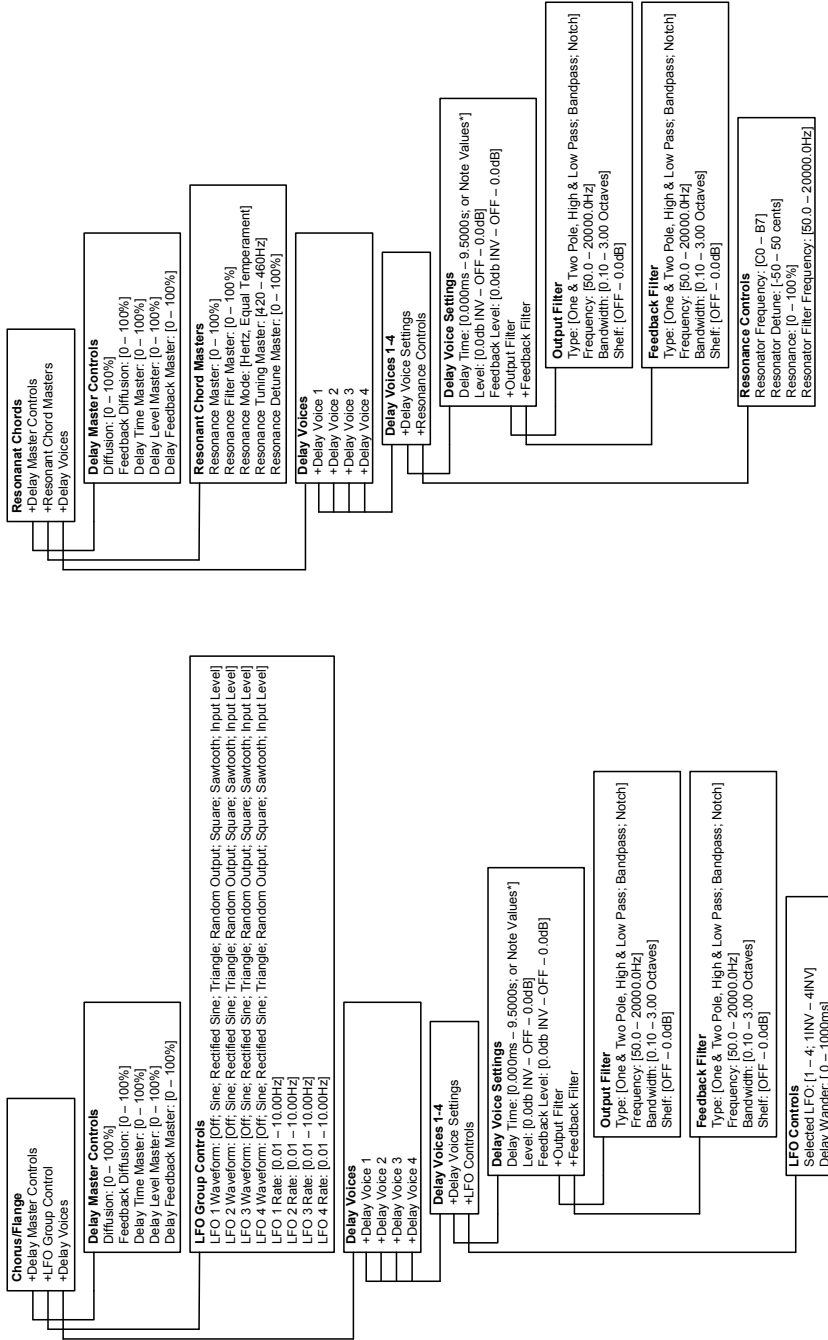 Chorus/Flange
+Delay Master Controls
+LFO Group Control
+Delay Voices
Delay Master Controls
Diffusion: [0 – 100%]
Feedback Diffusion: [0 – 100%]
Delay Time Master: [0 – 100%]
Delay Level Master: [0 – 100%]
Delay Feedback Master: [0 – 100%]
LFO Group Controls
LFO 1 Waveform: [Off; Sine; Rectified Sine; Triangle; Random Output; Square; Sawtooth; Input Level]
LFO 2 Waveform: [Off; Sine; Rectified Sine; Triangle; Random Output; Square; Sawtooth; Input Level]
LFO 3 Waveform: [Off; Sine; Rectified Sine; Triangle; Random Output; Square; Sawtooth; Input Level]
LFO 4 Waveform: [Off; Sine; Rectified Sine; Triangle; Random Output; Square; Sawtooth; Input Level]
LFO 1 Rate: [0.01 – 10.00Hz]
LFO 2 Rate: [0.01 – 10.00Hz]
LFO 3 Rate: [0.01 – 10.00Hz]
LFO 4 Rate: [0.01 – 10.00Hz]
Delay Voices
+Delay Voice 1
+Delay Voice 2
+Delay Voice 3
+Delay Voice 4
Delay Voices 1-4
+Delay Voice Settings
+LFO Controls
Delay Voice Settings
Delay Time: [0.000ms – 9.5000s; or Note Values*]
Level: [0.0db INV – OFF – 0.0dB]
Feedback Level: [0.0db INV – OFF – 0.0dB]
+Output Filter
+Feedback Filter
Output Filter
Type: [One & Two Pole, High & Low Pass; Bandpass; Notch]
Frequency: [50.0 – 20000.0Hz]
Bandwidth: [0.10 – 3.00 Octaves]
Shelf: [OFF – 0.0dB]
Feedback Filter
Type: [One & Two Pole, High & Low Pass; Bandpass; Notch]
Frequency: [50.0 – 20000.0Hz]
Bandwidth: [0.10 – 3.00 Octaves]
Shelf: [OFF – 0.0dB]
LFO Controls
Selected LFO: [1 – 4; 1INV – 4INV]
Delay Wander: [ 0 – 1000ms]
Resonanat Chords
+Delay Master Controls
+Resonant Chord Masters
+Delay Voices
Delay Master Controls
Diffusion: [0 – 100%]
Feedback Diffusion: [0 – 100%]
Delay Time Master: [0 – 100%]
Delay Level Master: [0 – 100%]
Delay Feedback Master: [0 – 100%]
Resonant Chord Masters
Resonance Master: [0 – 100%]
Resonance Filter Master: [0 – 100%]
Resonance Mode: [Hertz, Equal Temperament]
Resonance Tuning Master: [420 – 460Hz]
Resonance Detune Master: [0 – 100%]
Delay Voices
+Delay Voice 1
+Delay Voice 2
+Delay Voice 3
+Delay Voice 4
Delay Voices 1-4
+Delay Voice Settings
+Resonance Controls
Delay Voice Settings
Delay Time: [0.000ms – 9.5000s; or Note Values*]
Level: [0.0db INV – OFF – 0.0dB]
Feedback Level: [0.0db INV – OFF – 0.0dB]
+Output Filter
+Feedback Filter
Output Filter
Type: [One & Two Pole, High & Low Pass; Bandpass; Notch]
Frequency: [50.0 – 20000.0Hz]
Bandwidth: [0.10 – 3.00 Octaves]
Shelf: [OFF – 0.0dB]
Feedback Filter
Type: [One & Two Pole, High & Low Pass; Bandpass; Notch]
Frequency: [50.0 – 20000.0Hz]
Bandwidth: [0.10 – 3.00 Octaves]
Shelf: [OFF – 0.0dB]
Resonance Controls
Resonator Frequency: [C0 – B7]
Resonator Detune: [-50 – 50 cents]
Resonance: [0 – 100%]
Resonator Filter Frequency: [50.0 – 20000.0Hz]